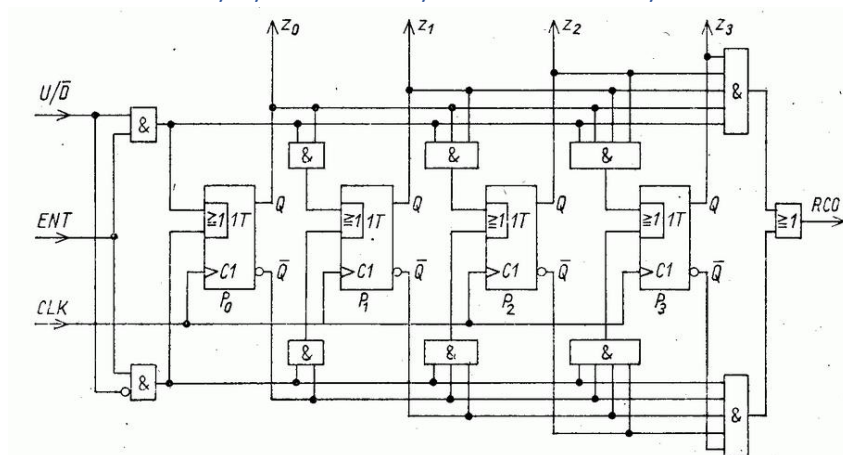 Z0 Z1 Z2 Z3
U/D̅
& &
& & &
ENT
≥1 1T Q ≥1 1T Q ≥1 1T Q ≥1 1T Q ≥1 RCO
C1 Q̅ C1 Q̅ C1 Q̅ C1 Q̅
CLK
P0 P1 P2 P3
& & & &
&